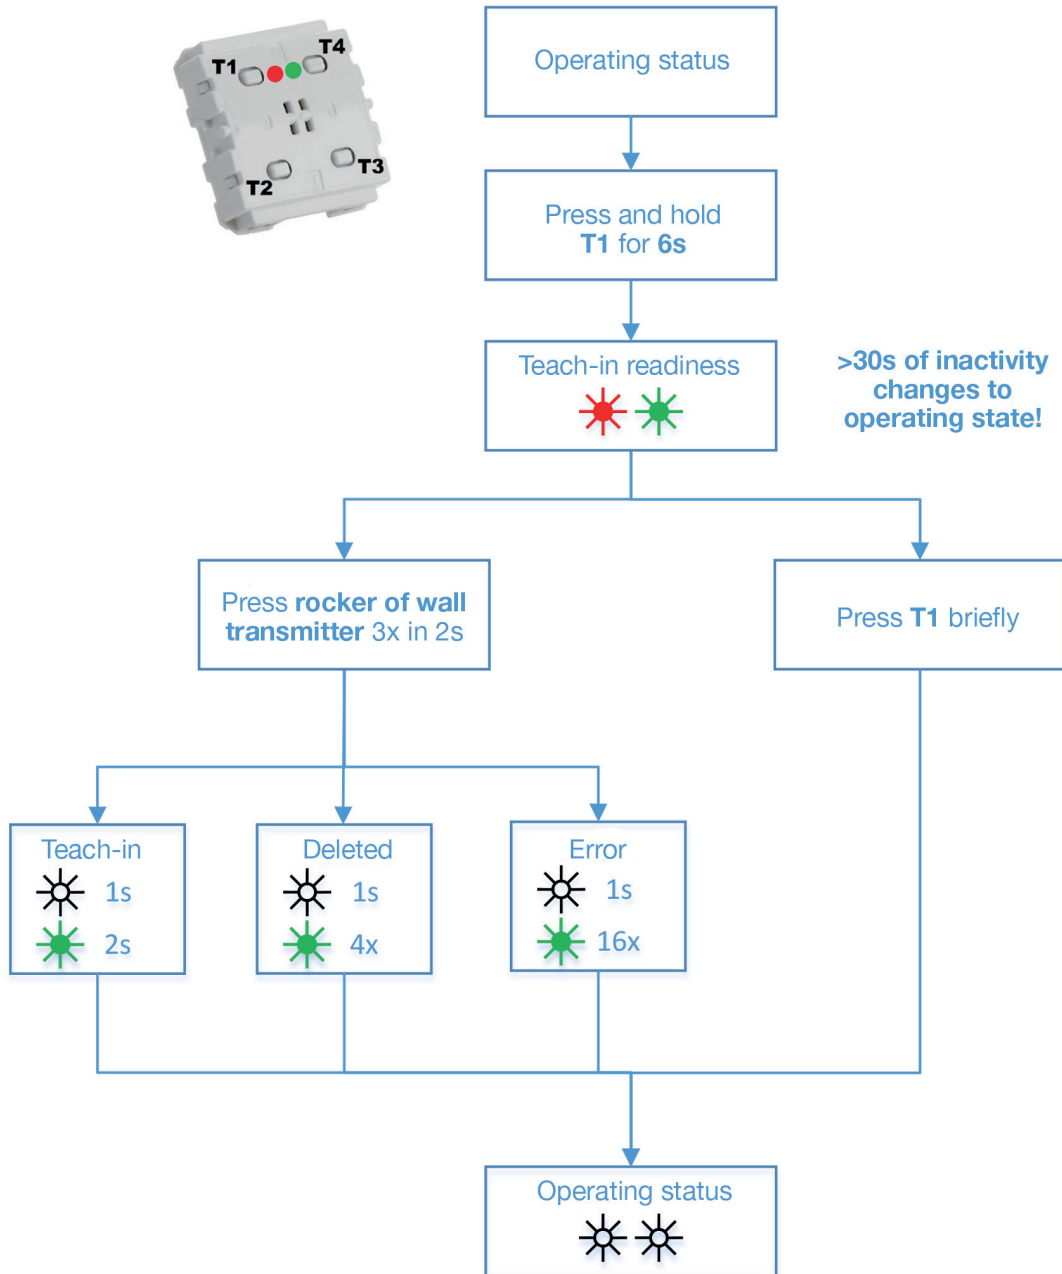 T1
T4
T2
T3
Operating status
Press and hold
T1 for 6s
Teach-in readiness
>30s of inactivity
changes to
operating state!
Press rocker of wall
transmitter 3x in 2s
Press T1 briefly
Teach-in
1s
2s
Deleted
1s
4x
Error
1s
16x
Operating status